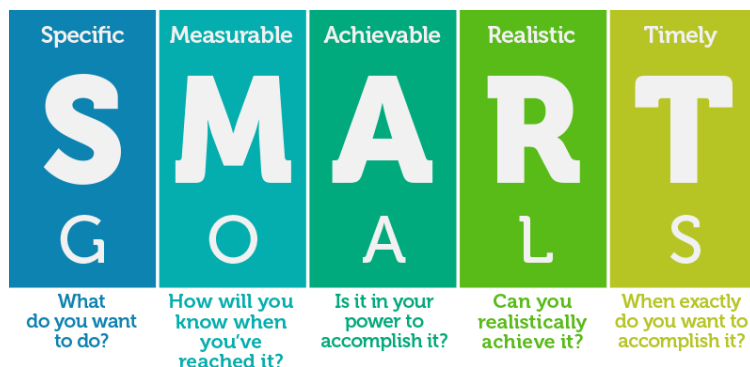 Specific Measurable Achievable Realistic Timely
S M A R T
G O A L S
What
do you want
to do?
How will you
know when
you've
reached it?
Is it in your
power to
accomplish it?
Can you
realistically
achieve it?
When exactly
do you want to
accomplish it?